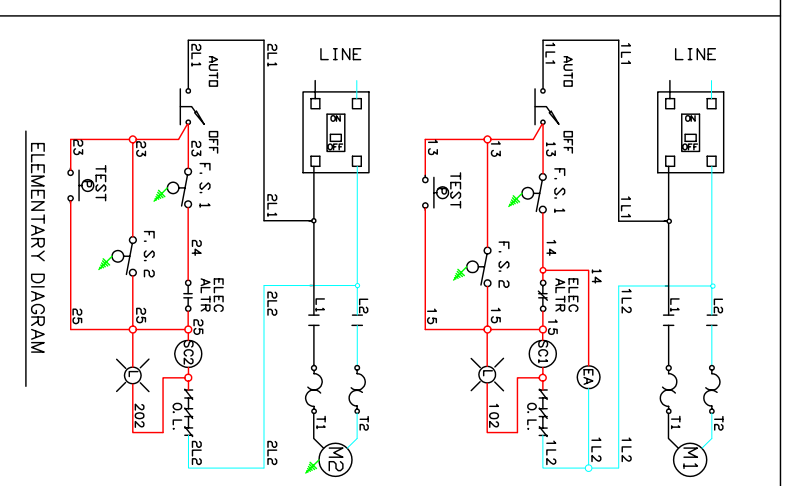 LINE
ON
OFF
2L1
2L1
AUTO
OFF
23
23
23
F. S. 1
TEST
P
F. S. 2
24
ELEC
ALTR
25
25
25
SC2
L
202
O.L.
2L2
2L2
2L2
2L1
L1
L2
T1
T2
M2
ELEMENTARY DIAGRAM
LINE
ON
OFF
1L1
1L1
AUTO
OFF
13
13
13
F. S. 1
TEST
P
F. S. 2
14
14
ELEC
ALTR
15
15
15
SC1
EA
L
102
O.L.
1L2
1L2
1L2
1L2
1L1
L1
L2
T1
T2
M1